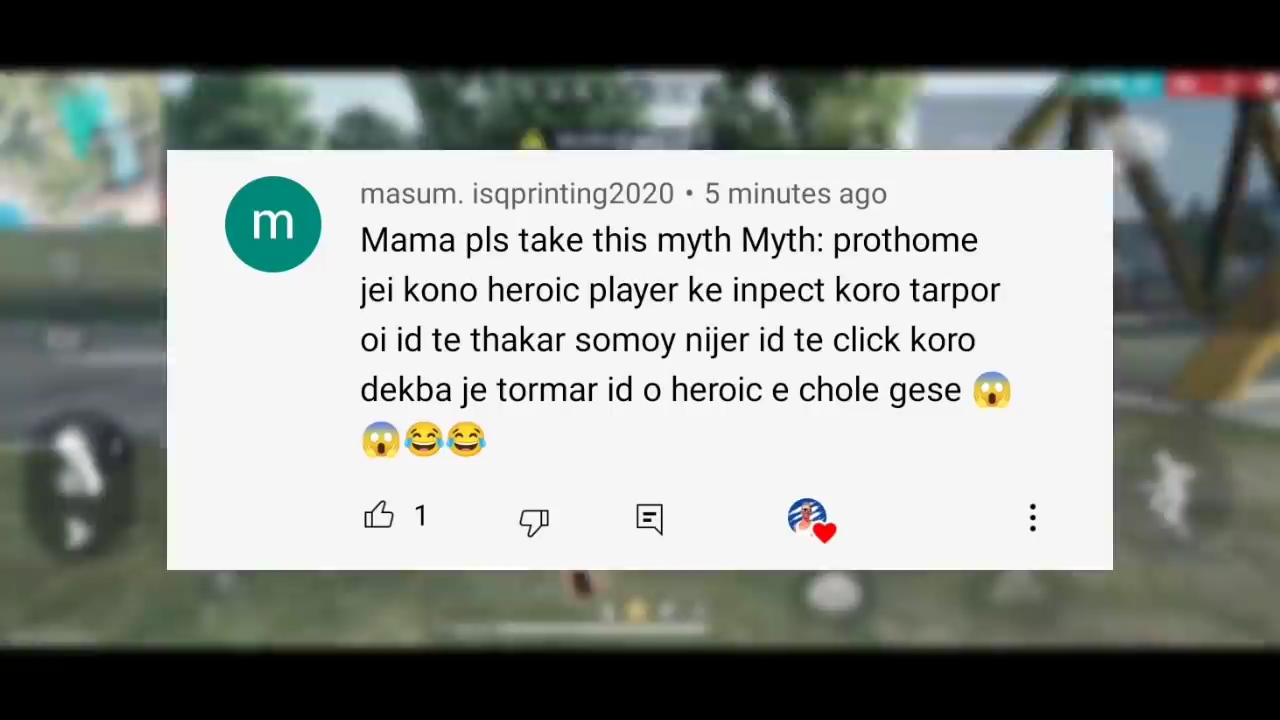 m
masum. isqprinting2020 • 5 minutes ago
Mama pls take this myth Myth: prothome
jei kono heroic player ke inpect koro tarpor
oi id te thakar somoy nijer id te click koro
dekba je tormar id o heroic e chole gese 😱
😱😂😂
1